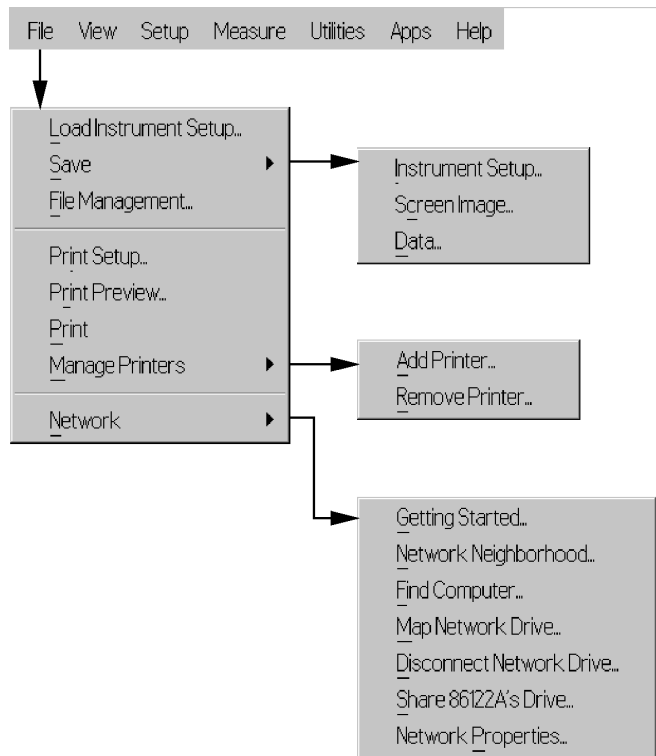 File View Setup Measure Utilities Apps Help
Load Instrument Setup...
Save
File Management...
Print Setup...
Print Preview...
Print
Manage Printers
Network
Instrument Setup...
Screen Image...
Data...
Add Printer...
Remove Printer...
Getting Started...
Network Neighborhood...
Find Computer...
Map Network Drive...
Disconnect Network Drive...
Share 86122A's Drive...
Network Properties...